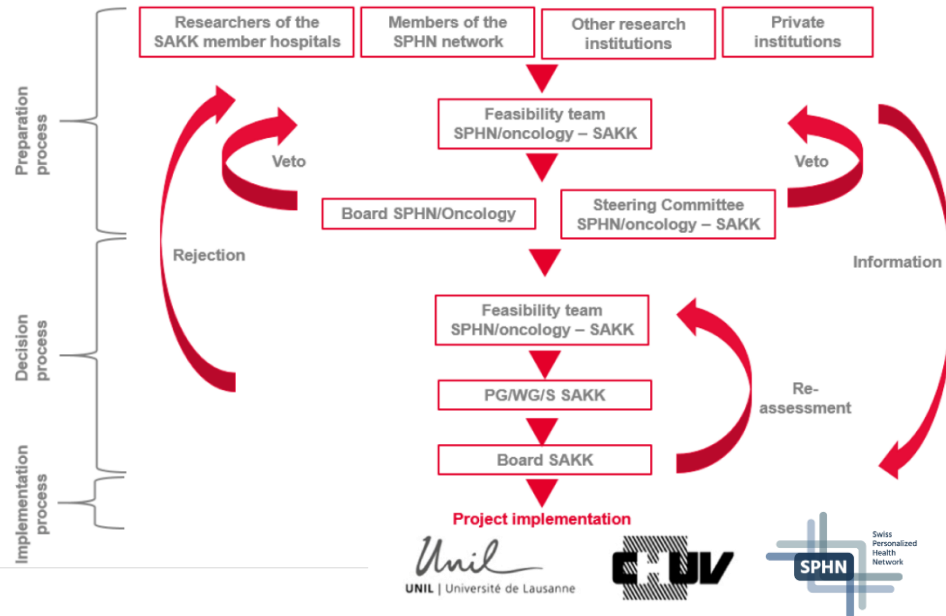 Researchers of the
SAKK member hospitals
Members of the
SPHN network
Other research
institutions
Private
institutions
Preparation
process
Feasibility team
SPHN/oncology – SAKK
Veto
Veto
Board SPHN/Oncology
Steering Committee
SPHN/oncology – SAKK
Rejection
Information
Decision
process
Feasibility team
SPHN/oncology – SAKK
PG/WG/S SAKK
Re-
assessment
Board SAKK
Implementation
process
Project implementation
Unil
UNIL | Université de Lausanne
CHUV
SPHN
Swiss
Personalized
Health
Network